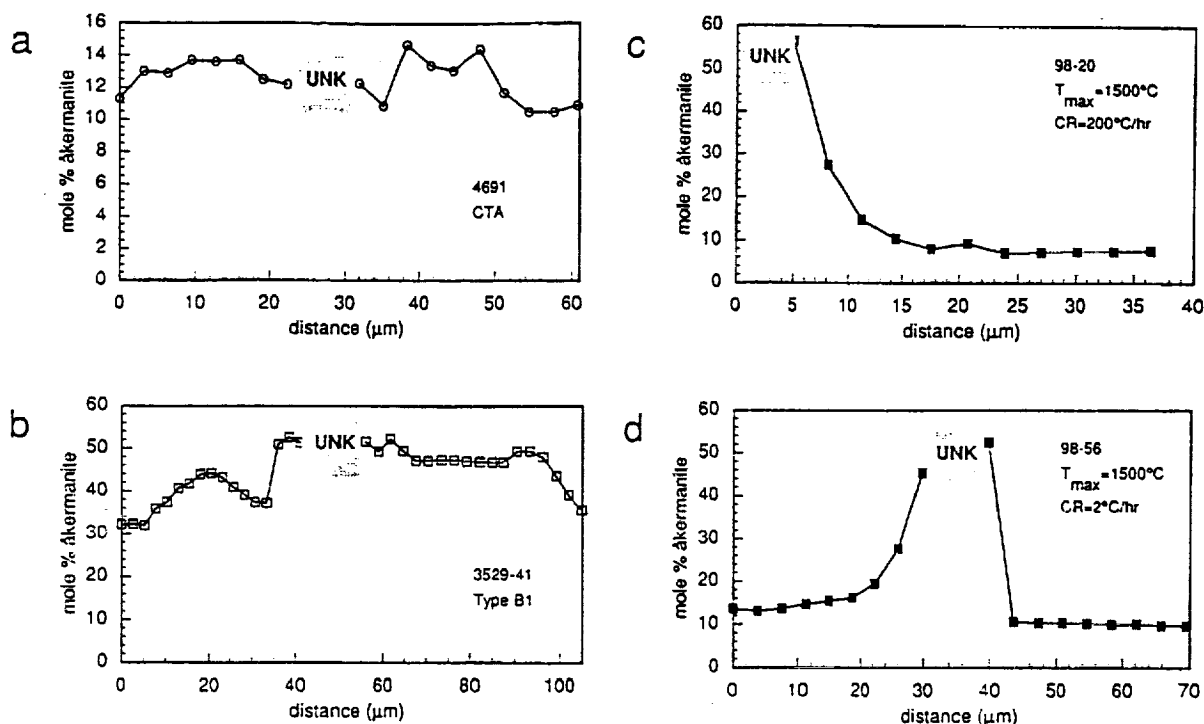 a
mole % åkermanite
16
14
12
10
8
6
4
2
0
UNK
4691
CTA
0 10 20 30 40 50 60
distance (µm)
b
mole % åkermanite
60
50
40
30
20
10
0
UNK
3529-41
Type B1
0 20 40 60 80 100
distance (µm)
c
mole % åkermanite
60
50
40
30
20
10
0
UNK
98-20
Tmax=1500°C
CR=200°C/hr
0 5 10 15 20 25 30 35 40
distance (µm)
d
mole % åkermanite
60
50
40
30
20
10
0
UNK
98-56
Tmax=1500°C
CR=2°C/hr
0 10 20 30 40 50 60 70
distance (µm)